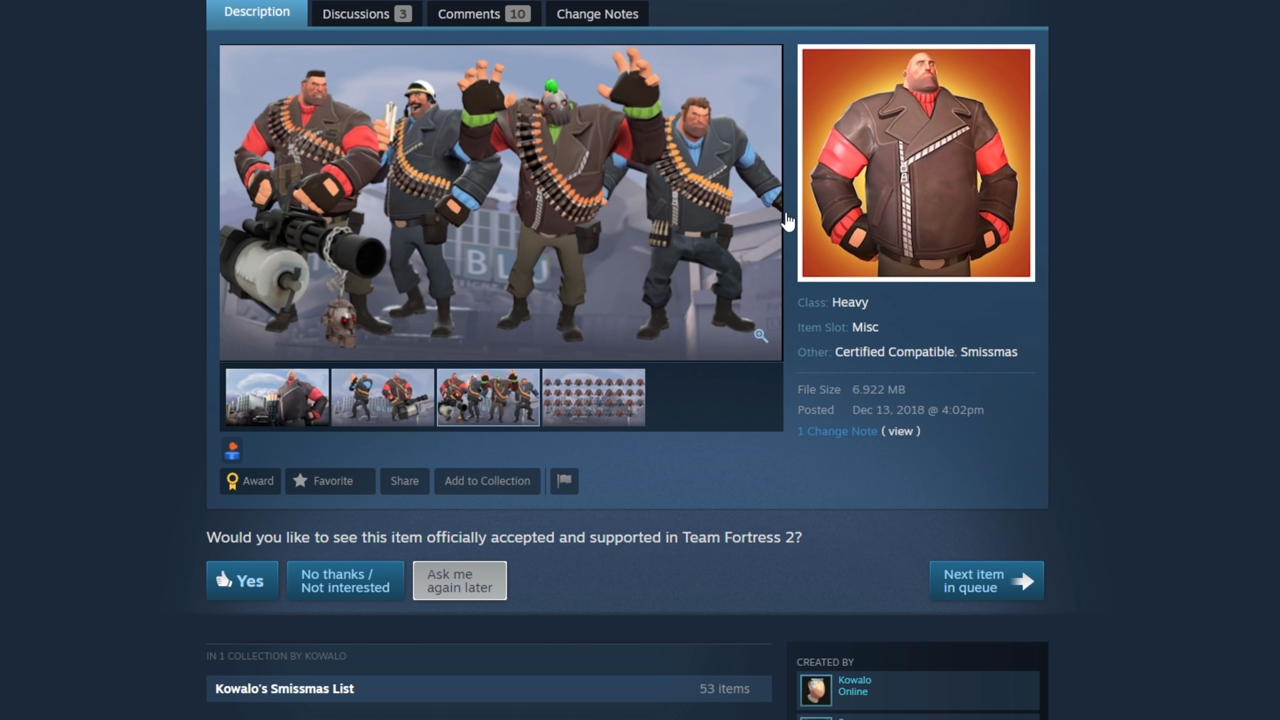 Description
Discussions 3
Comments 10
Change Notes
BLU
Class: Heavy
Item Slot: Misc
Other: Certified Compatible, Smissmas
File Size 6.922 MB
Posted Dec 13, 2018 @ 4:02pm
1 Change Note ( view )
Award
Favorite
Share
Add to Collection
Would you like to see this item officially accepted and supported in Team Fortress 2?
Yes
No thanks /
Not interested
Ask me
again later
Next item
in queue
IN 1 COLLECTION BY KOWALO
Kowalo's Smissmas List 53 items
CREATED BY
Kowalo
Online